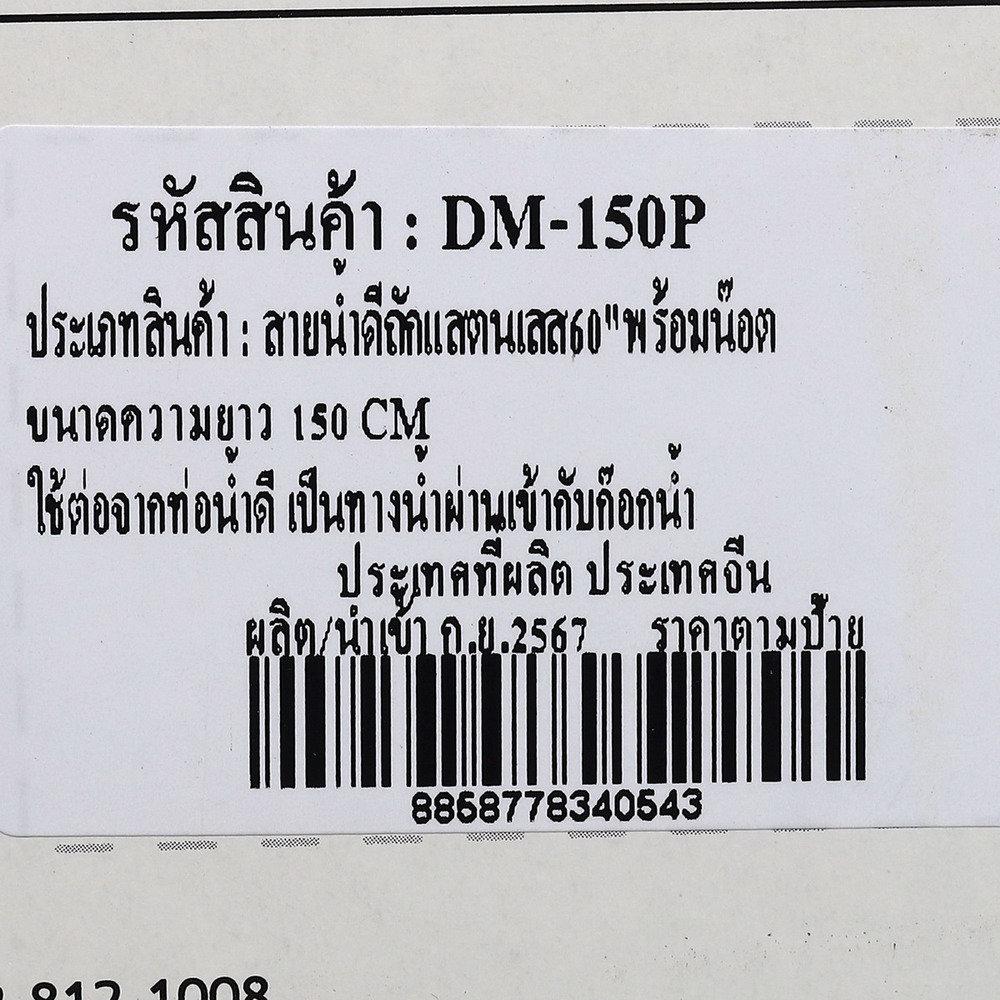 รหัสสินค้า : DM-150P
ประเภทสินค้า : สายน้ำดีถักแสตนเลส60"พร้อมน๊อต
ขนาดความยาว 150 CM
ใช้ต่อจากท่อน้ำดี เป็นทางน้ำผ่านเข้ากับก๊อกน้ำ
ประเทศที่ผลิต ประเทศจีน
ผลิต/นำเข้า ก.ย.2567 ราคาตามป้าย
8858778340543
812-1008